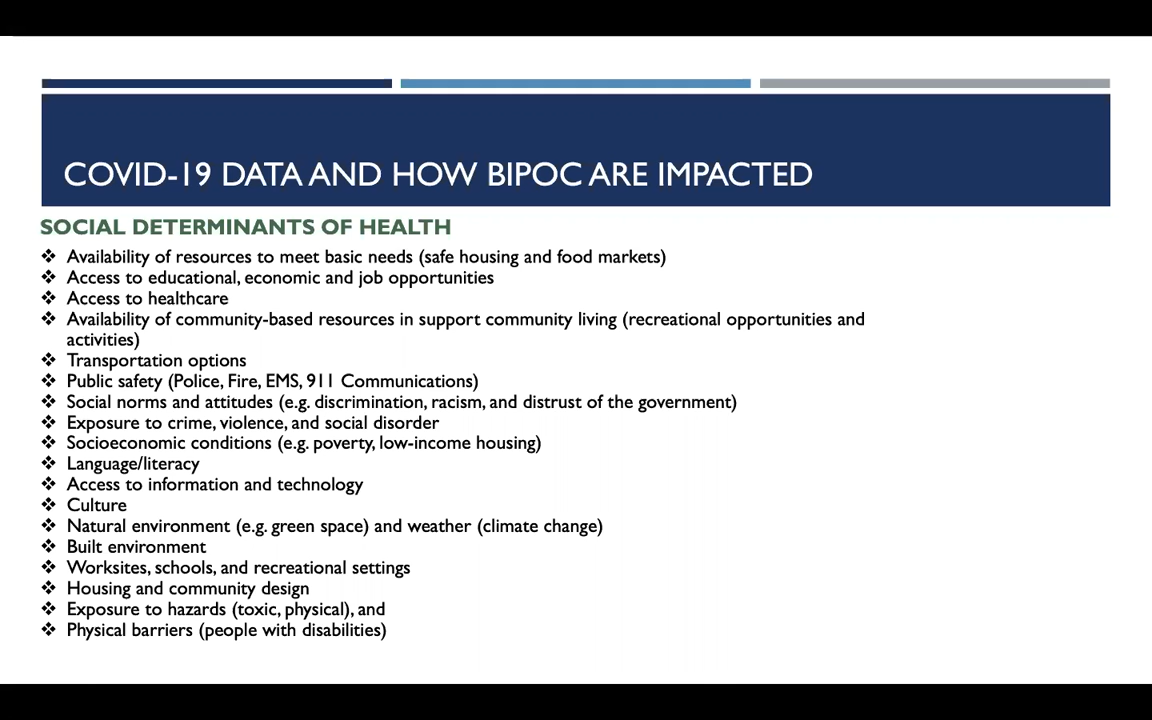 COVID-19 DATA AND HOW BIPOC ARE IMPACTED
SOCIAL DETERMINANTS OF HEALTH
❖ Availability of resources to meet basic needs (safe housing and food markets)
❖ Access to educational, economic and job opportunities
❖ Access to healthcare
❖ Availability of community-based resources in support community living (recreational opportunities and
activities)
❖ Transportation options
❖ Public safety (Police, Fire, EMS, 911 Communications)
❖ Social norms and attitudes (e.g. discrimination, racism, and distrust of the government)
❖ Exposure to crime, violence, and social disorder
❖ Socioeconomic conditions (e.g. poverty, low-income housing)
❖ Language/literacy
❖ Access to information and technology
❖ Culture
❖ Natural environment (e.g. green space) and weather (climate change)
❖ Built environment
❖ Worksites, schools, and recreational settings
❖ Housing and community design
❖ Exposure to hazards (toxic, physical), and
❖ Physical barriers (people with disabilities)